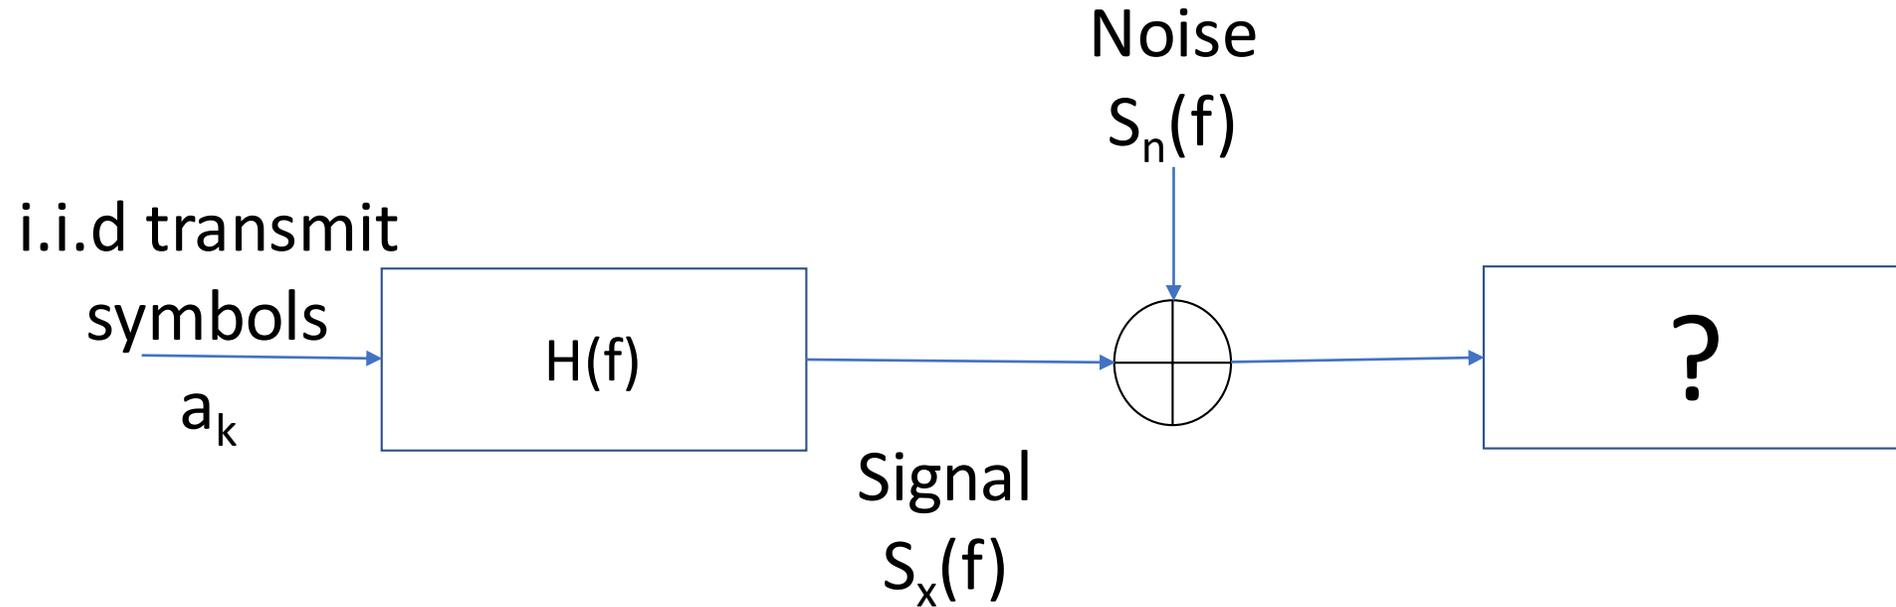 Noise
Sn(f)
i.i.d transmit
symbols
ak
H(f)
?
Signal
Sx(f)